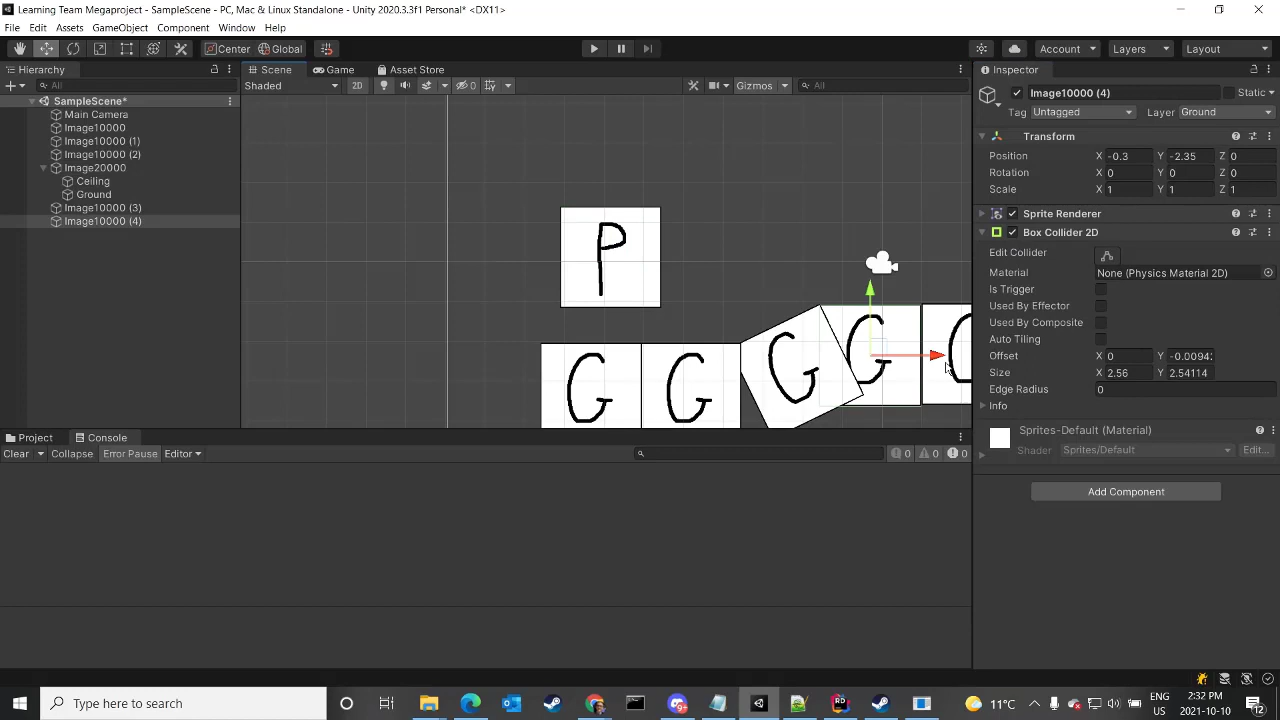 Learning Team Megaproject - SampleScene - PC, Mac & Linux Standalone - Unity 2020.3.3f1 Personal* <DX11>
File Edit Assets GameObject Component Window Help
Center Global
Account Layers Layout
Hierarchy
All
SampleScene*
Main Camera
Image10000
Image10000 (1)
Image10000 (2)
Image20000
Ceiling
Ground
Image10000 (3)
Image10000 (4)
Scene Game Asset Store
Shaded 2D 0 Gizmos All
P
G G G G
Project Console
Clear Collapse Error Pause Editor 0 0 0
Inspector
Image10000 (4) Static
Tag Untagged Layer Ground
Transform
Position X -0.3 Y -2.35 Z 0
Rotation X 0 Y 0 Z 0
Scale X 1 Y 1 Z 1
Sprite Renderer
Box Collider 2D
Edit Collider
Material None (Physics Material 2D)
Is Trigger
Used By Effector
Used By Composite
Auto Tiling
Offset X 0 Y -0.0094
Size X 2.56 Y 2.54114
Edge Radius 0
Info
Sprites-Default (Material)
Shader Sprites/Default Edit...
Add Component
Type here to search
11°C
ENG
US
2:32 PM
2021-10-10